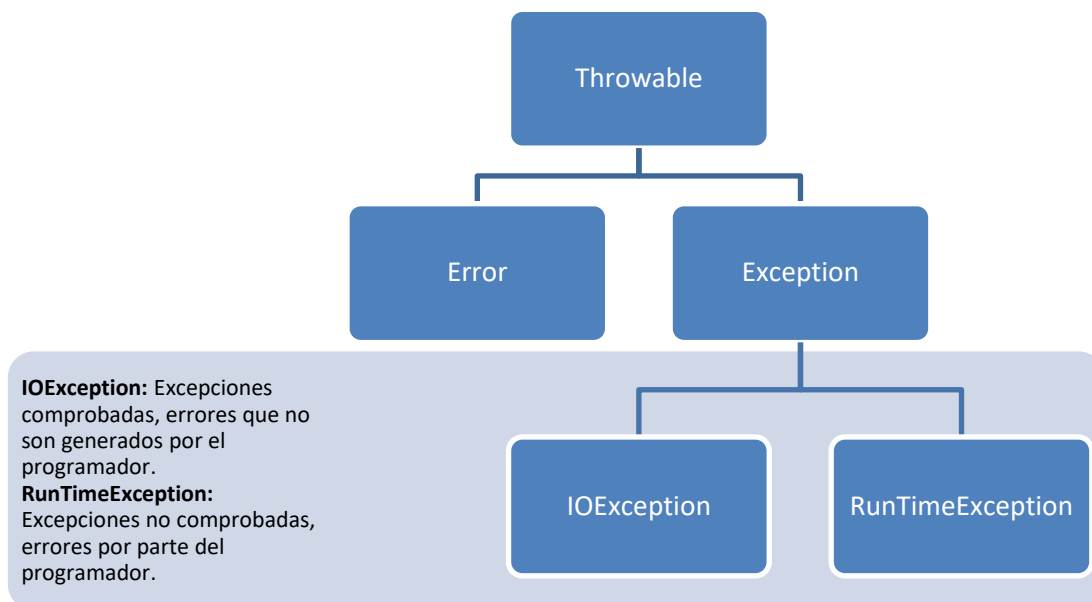 Throwable
Error
Exception
IOException: Excepciones
comprobadas, errores que no
son generados por el
programador.
RunTimeException:
Excepciones no comprobadas,
errores por parte del
programador.
IOException
RunTimeException